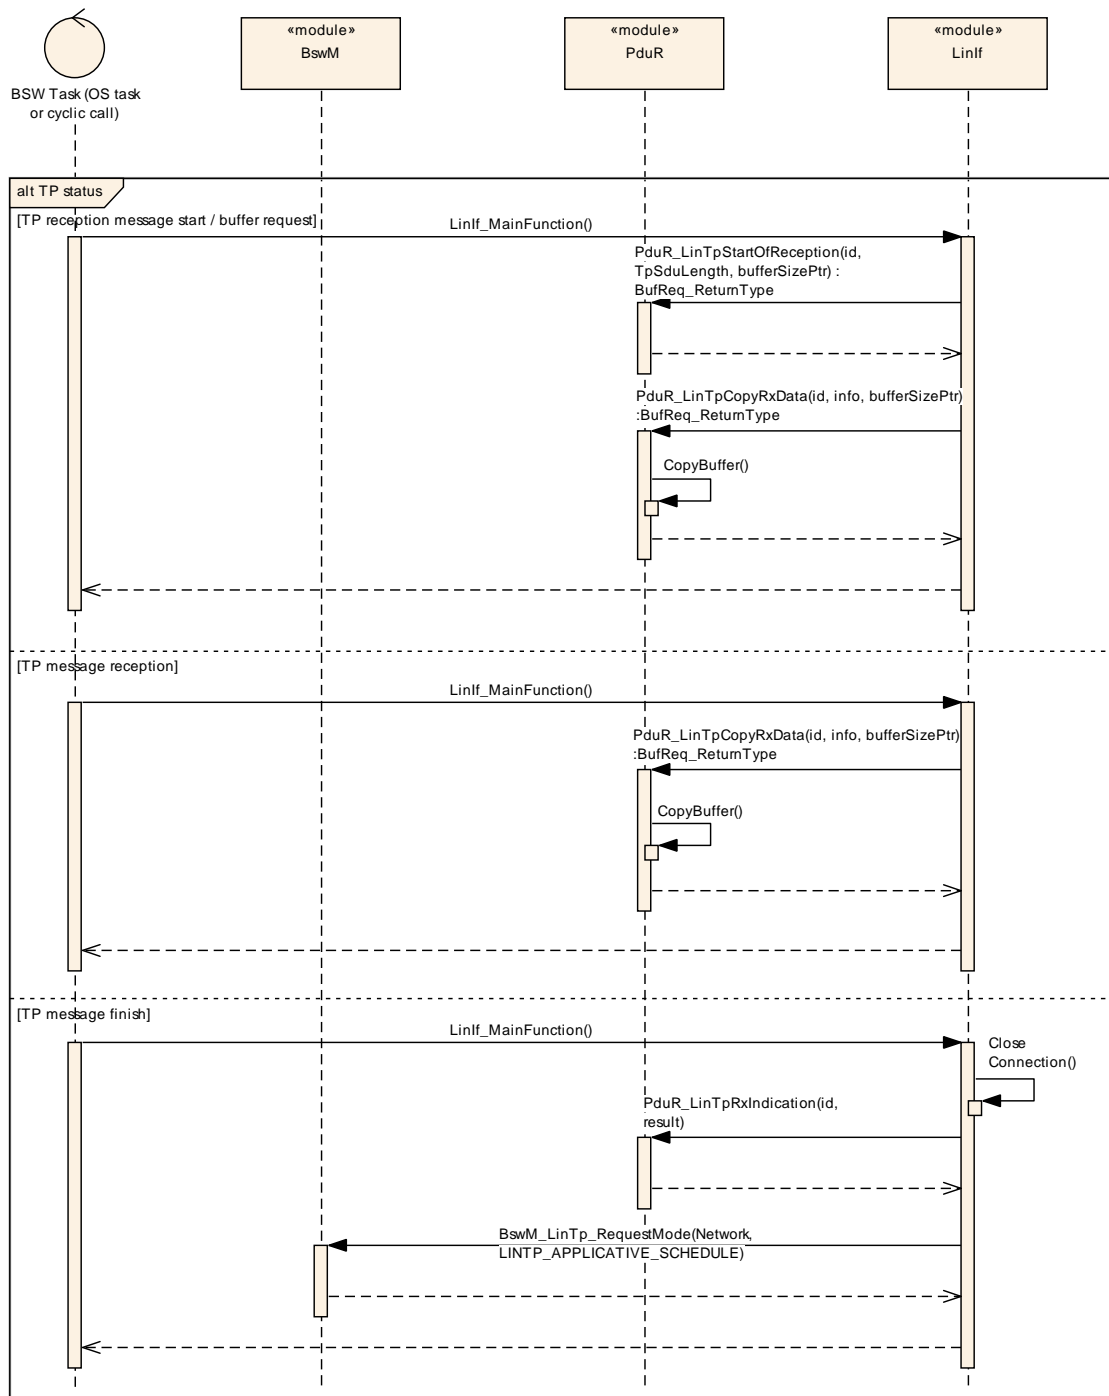 «module»
BswM
«module»
PduR
«module»
LinIf
BSW Task (OS task
or cyclic call)
alt TP status
[TP reception message start / buffer request]
LinIf_MainFunction()
PduR_LinTpStartOfReception(id,
TpSduLength, bufferSizePtr) :
BufReq_ReturnType
PduR_LinTpCopyRxData(id, info, bufferSizePtr)
:BufReq_ReturnType
CopyBuffer()
[TP message reception]
LinIf_MainFunction()
PduR_LinTpCopyRxData(id, info, bufferSizePtr)
:BufReq_ReturnType
CopyBuffer()
[TP message finish]
LinIf_MainFunction()
Close
Connection()
PduR_LinTpRxIndication(id,
result)
BswM_LinTp_RequestMode(Network,
LINTP_APPLICATIVE_SCHEDULE)